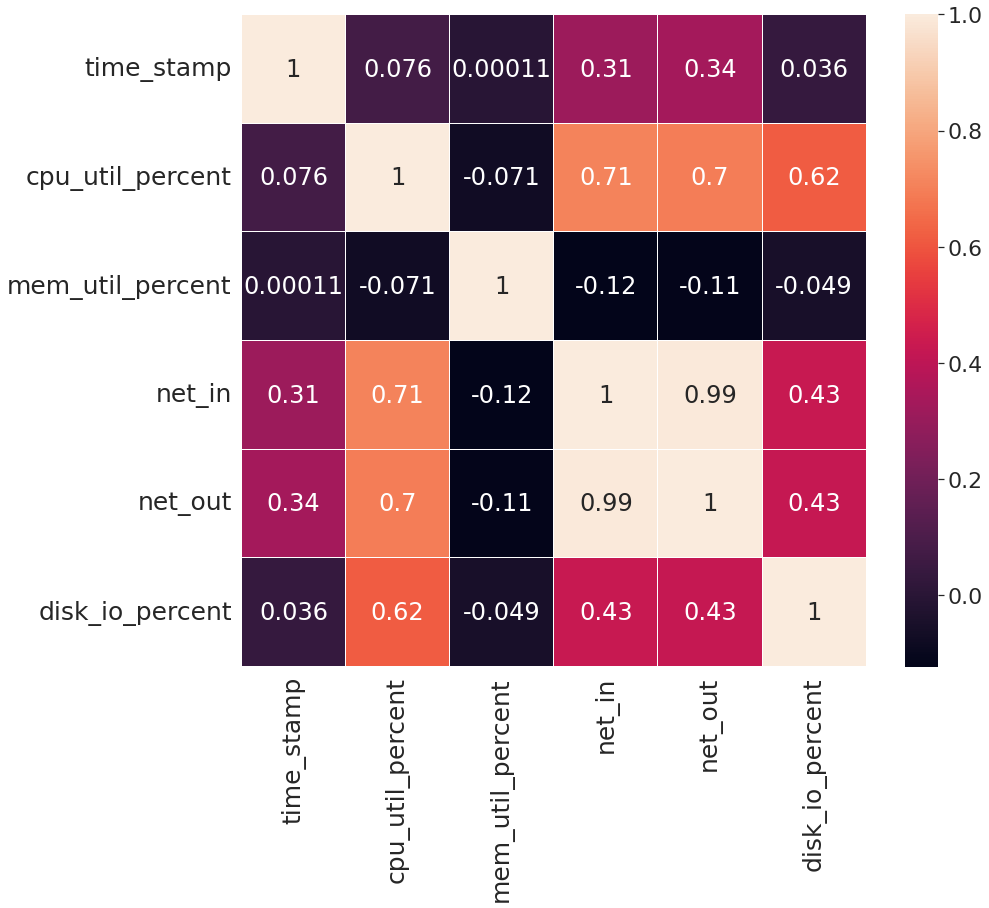 time_stamp 1 0.076 0.00011 0.31 0.34 0.036
cpu_util_percent 0.076 1 -0.071 0.71 0.7 0.62
mem_util_percent 0.00011 -0.071 1 -0.12 -0.11 -0.049
net_in 0.31 0.71 -0.12 1 0.99 0.43
net_out 0.34 0.7 -0.11 0.99 1 0.43
disk_io_percent 0.036 0.62 -0.049 0.43 0.43 1
time_stamp
cpu_util_percent
mem_util_percent
net_in
net_out
disk_io_percent
1.0
0.8
0.6
0.4
0.2
0.0